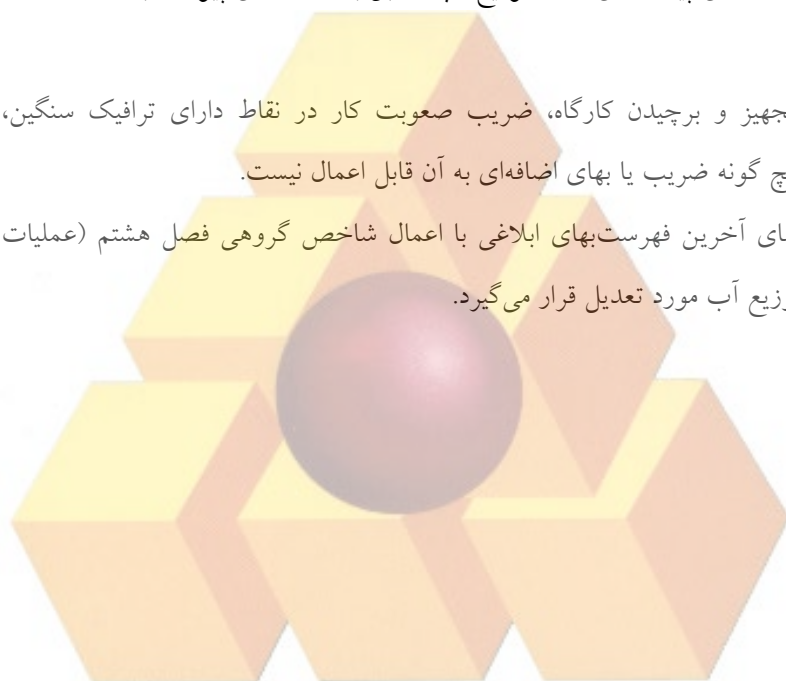 جهیز و برچیدن کارگاه، ضریب صعوبت کار در نقاط دارای ترافیک سنگین،
چ گونه ضریب یا بهای اضافه‌ای به آن قابل اعمال نیست.
ای آخرین فهرست‌بهای ابلاغی با اعمال شاخص گروهی فصل هشتم (عملیات
زیع آب مورد تعدیل قرار می‌گیرد.